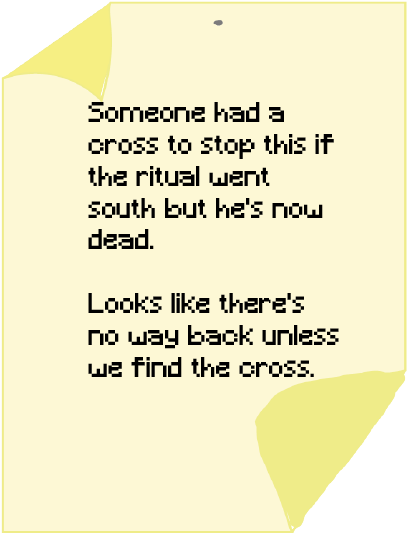 Someone had a
cross to stop this if
the ritual went
south but he's now
dead.
Looks like there's
no way back unless
we find the cross.